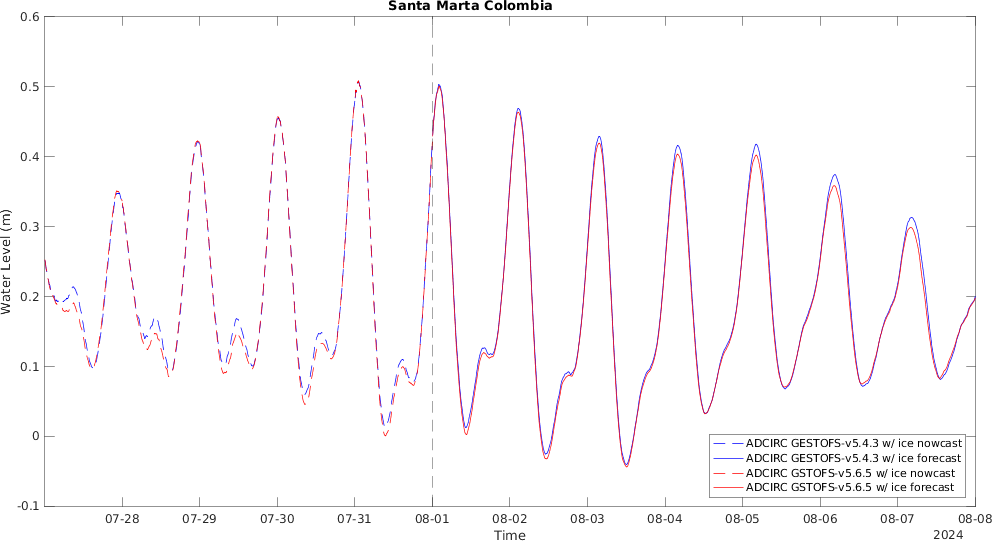 Santa Marta Colombia
0.6
0.5
0.4
0.3
0.2
0.1
0
-0.1
Water Level (m)
ADCIRC GESTOFS-v5.4.3 w/ ice nowcast
ADCIRC GESTOFS-v5.4.3 w/ ice forecast
ADCIRC GSTOFS-v5.6.5 w/ ice nowcast
ADCIRC GSTOFS-v5.6.5 w/ ice forecast
07-28 07-29 07-30 07-31 08-01 08-02 08-03 08-04 08-05 08-06 08-07 08-08
Time
2024